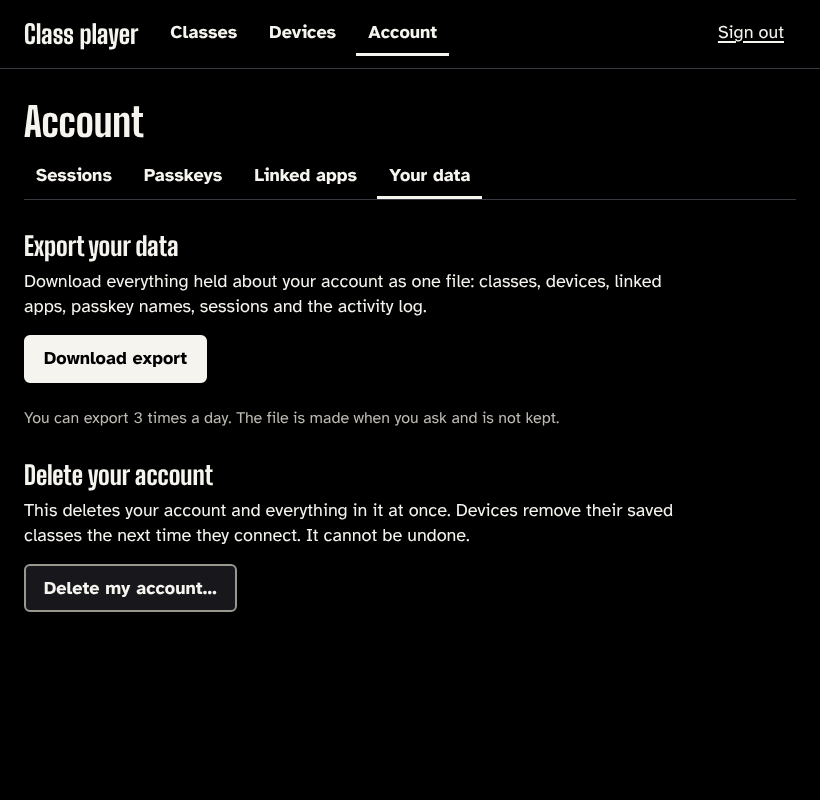 Class player
Classes
Devices
Account
Sign out
Account
Sessions
Passkeys
Linked apps
Your data
Export your data
Download everything held about your account as one file: classes, devices, linked
apps, passkey names, sessions and the activity log.
Download export
You can export 3 times a day. The file is made when you ask and is not kept.
Delete your account
This deletes your account and everything in it at once. Devices remove their saved
classes the next time they connect. It cannot be undone.
Delete my account...